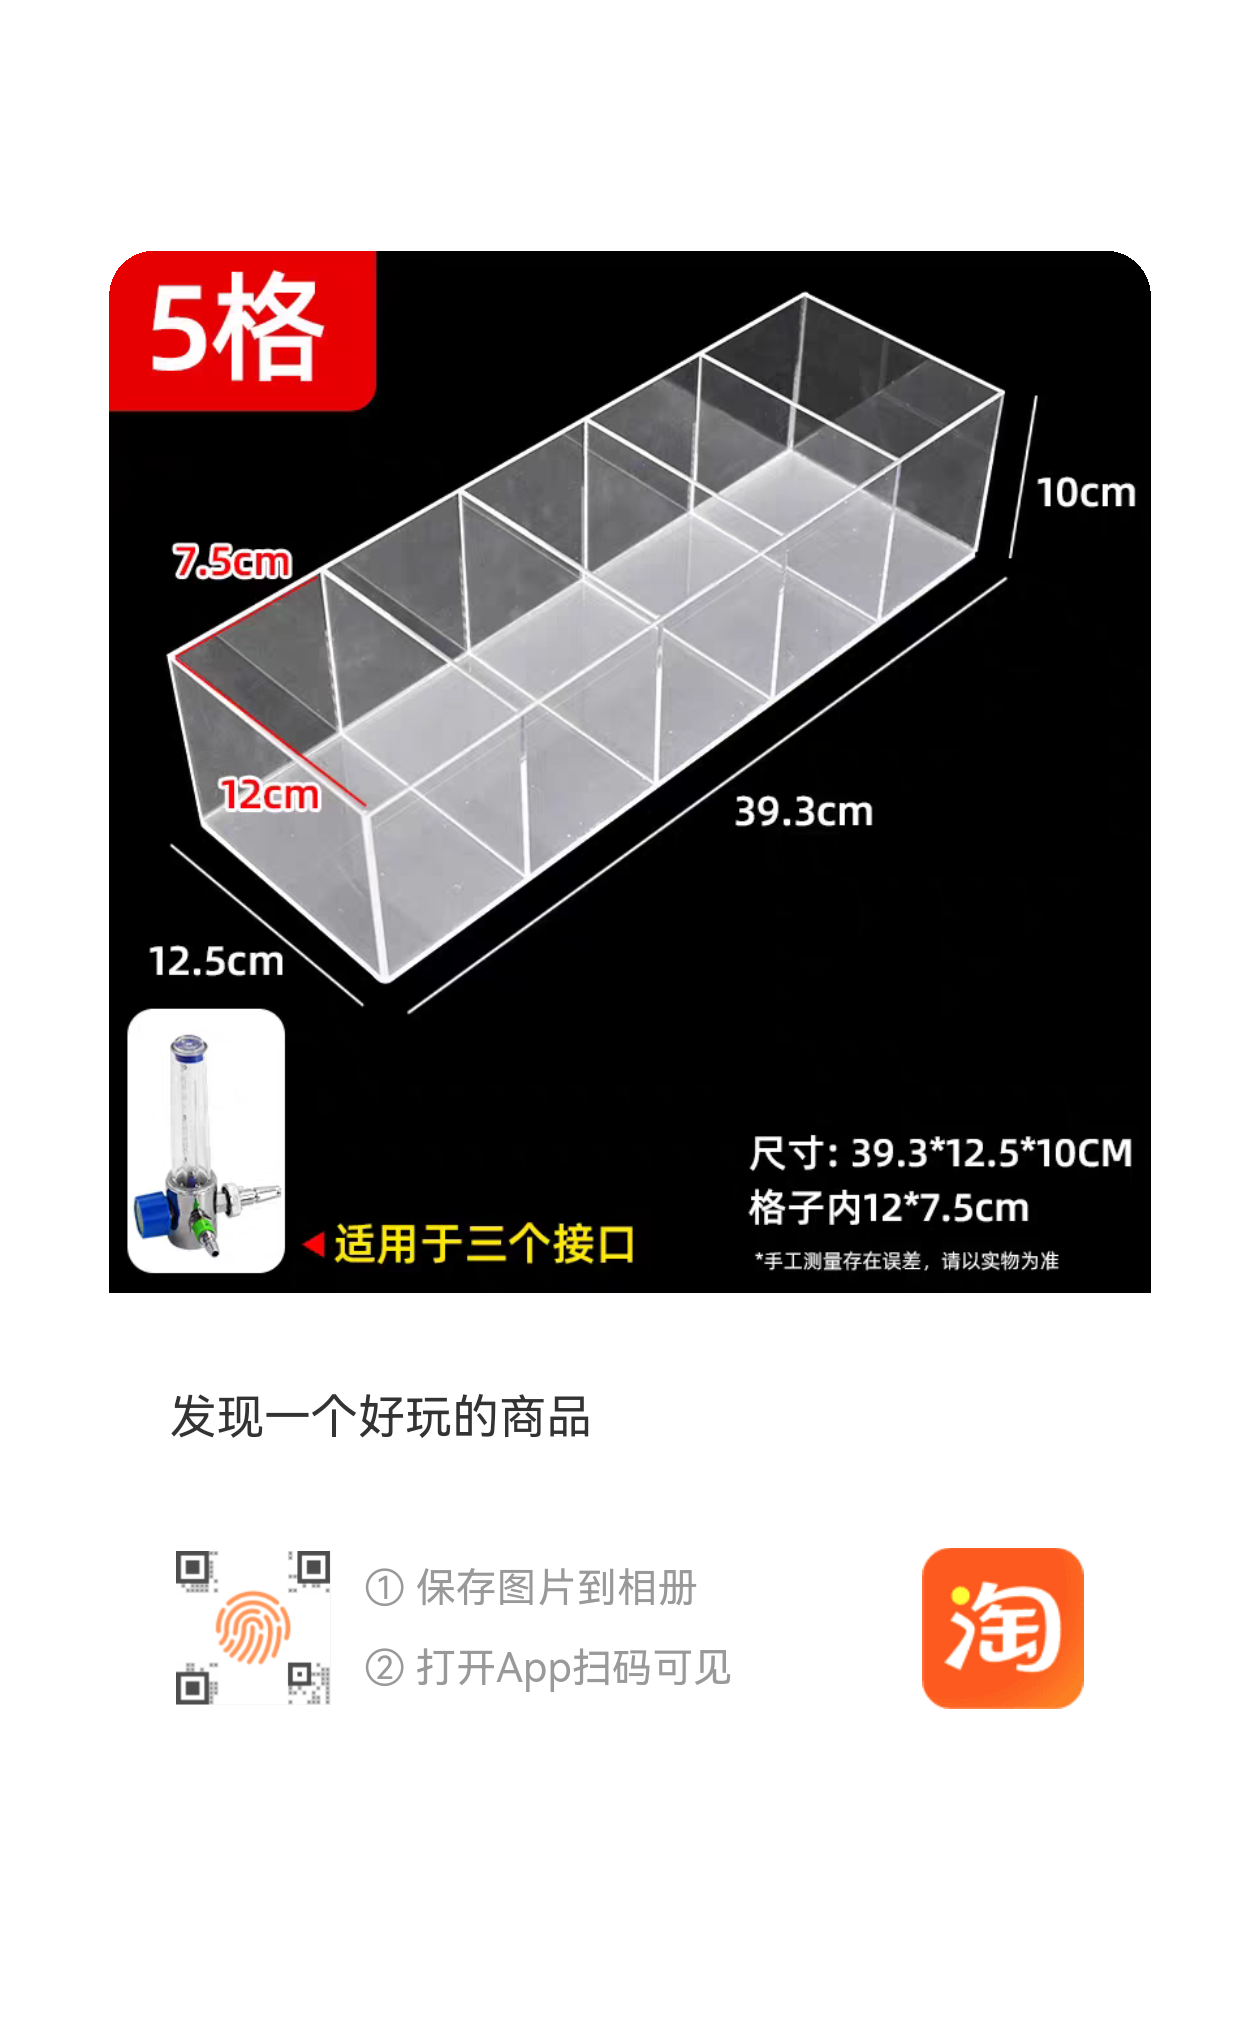 5格
7.5cm
10cm
12cm
39.3cm
12.5cm
尺寸: 39.3*12.5*10CM
格子内12*7.5cm
适用于三个接口
*手工测量存在误差，请以实物为准
发现一个好玩的商品
① 保存图片到相册
② 打开App扫码可见
淘